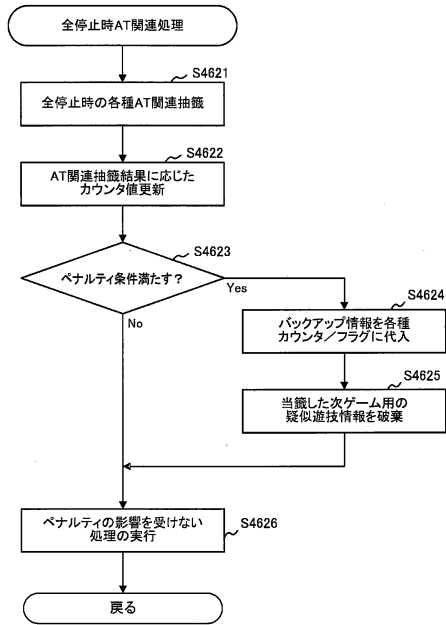 全停止時AT関連処理
S4621
全停止時の各種AT関連抽籤
S4622
AT関連抽籤結果に応じた
カウンタ値更新
S4623
ペナルティ条件満たす？
Yes
No
S4624
バックアップ情報を各種
カウンタ／フラグに代入
S4625
当籤した次ゲーム用の
疑似遊技情報を破棄
ペナルティの影響を受けない
処理の実行
S4626
戻る